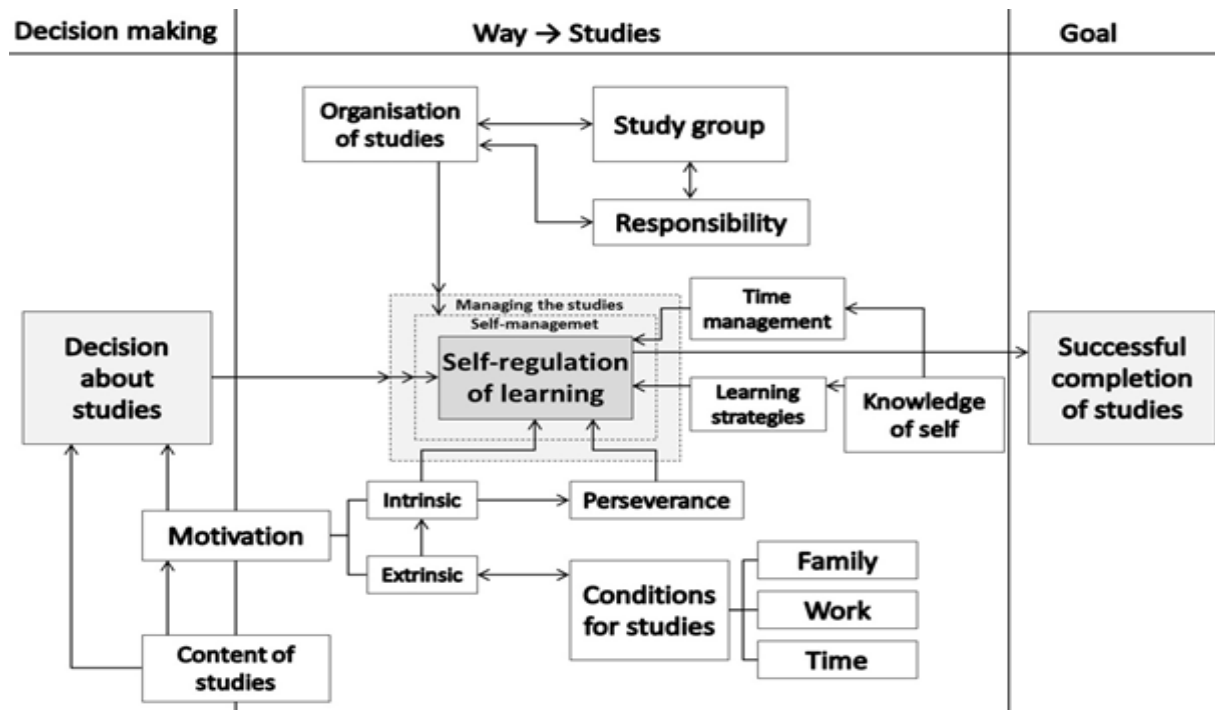 Decision making
Way → Studies
Goal
Organisation
of studies
Study group
Responsibility
Managing the studies
Self-managemet
Self-regulation
of learning
Time
management
Learning
strategies
Knowledge
of self
Decision
about
studies
Successful
completion
of studies
Intrinsic
Perseverance
Motivation
Extrinsic
Conditions
for studies
Family
Work
Time
Content of
studies